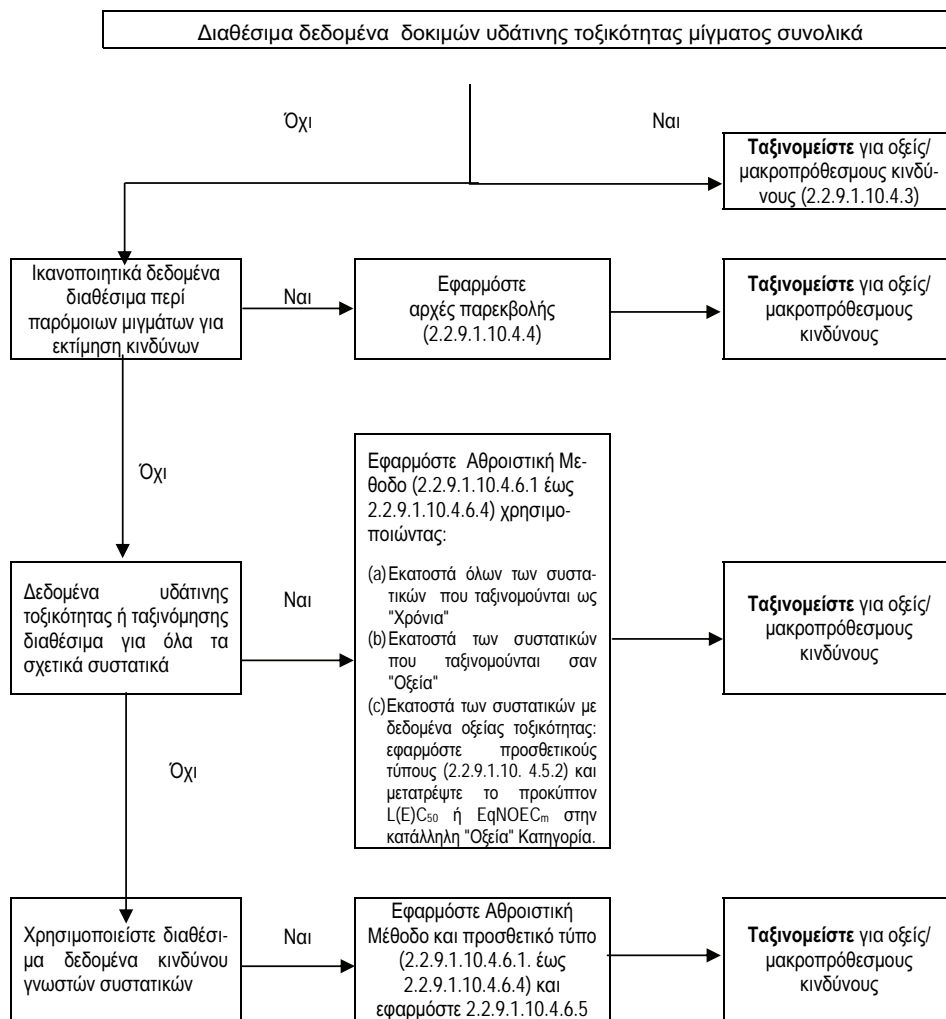 Διαθέσιμα δεδομένα δοκιμών υδάτινης τοξικότητας μίγματος συνολικά
Όχι
Ναι
Ταξινομείστε για οξείς/
μακροπρόθεσμους κινδύ-
νους (2.2.9.1.10.4.3)
Ικανοποιητικά δεδομένα
διαθέσιμα περί
παρόμοιων μιγμάτων για
εκτίμηση κινδύνων
Ναι
Εφαρμόστε
αρχές παρεκβολής
(2.2.9.1.10.4.4)
Ταξινομείστε για οξείς/
μακροπρόθεσμους
κινδύνους
Όχι
Δεδομένα υδάτινης
τοξικότητας ή ταξινόμησης
διαθέσιμα για όλα τα
σχετικά συστατικά
Ναι
Εφαρμόστε Αθροιστική Με-
θοδο (2.2.9.1.10.4.6.1 έως
2.2.9.1.10.4.6.4) χρησιμο-
ποιώντας:
(a) Εκατοστά όλων των συστα-
τικών που ταξινομούνται ως
"Χρόνια"
(b) Εκατοστά των συστατικών
που ταξινομούνται σαν
"Οξεία"
(c) Εκατοστά των συστατικών με
δεδομένα οξείας τοξικότητας:
εφαρμόστε προσθετικούς
τύπους (2.2.9.1.10. 4.5.2) και
μετατρέψτε το προκύπτον
L(E)C₅₀ ή EqNOECₘ στην
κατάλληλη "Οξεία" Κατηγορία.
Ταξινομείστε για οξείς/
μακροπρόθεσμους
κινδύνους
Όχι
Χρησιμοποιείστε διαθέσι-
μα δεδομένα κινδύνου
γνωστών συστατικών
Ναι
Εφαρμόστε Αθροιστική
Μέθοδο και προσθετικό τύπο
(2.2.9.1.10.4.6.1. έως
2.2.9.1.10.4.6.4) και
εφαρμόστε 2.2.9.1.10.4.6.5
Ταξινομείστε για οξείς/
μακροπρόθεσμους
κινδύνους